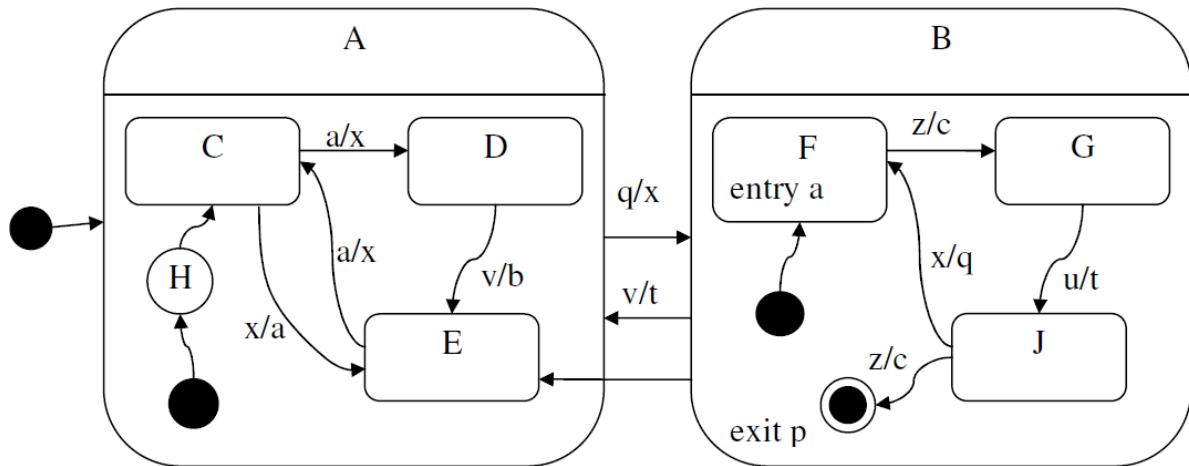 A
B
C
a/x
D
F
entry a
z/c
G
q/x
H
a/x
v/b
x/q
u/t
v/t
x/a
E
J
z/c
exit p